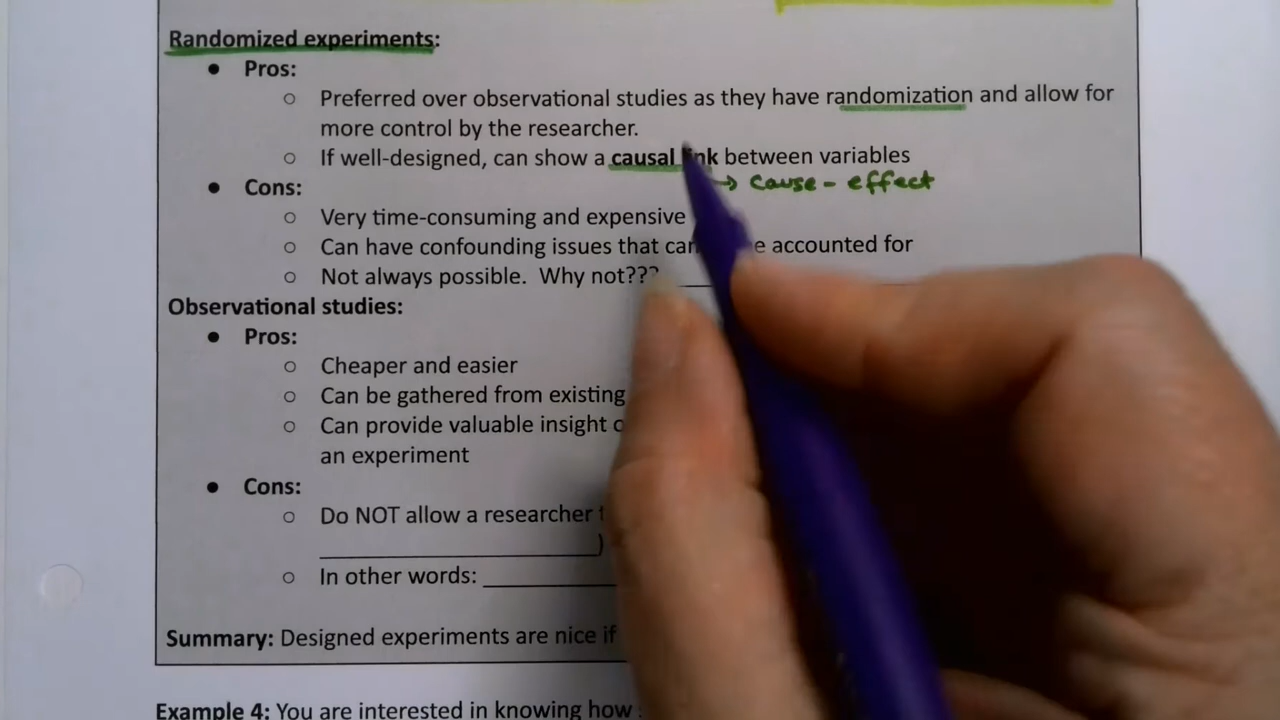 Randomized experiments:
● Pros:
○ Preferred over observational studies as they have randomization and allow for
more control by the researcher.
○ If well-designed, can show a causal link between variables
→ cause - effect
● Cons:
○ Very time-consuming and expensive
○ Can have confounding issues that accounted for
○ Not always possible. Why not??? __
Observational studies:
● Pros:
○ Cheaper and easier
○ Can be gathered from existing
○ Can provide valuable insight
an experiment
● Cons:
○ Do NOT allow a researcher
____________________)
○ In other words: __________
Summary: Designed experiments are nice if
Example 4: You are interested in knowing how